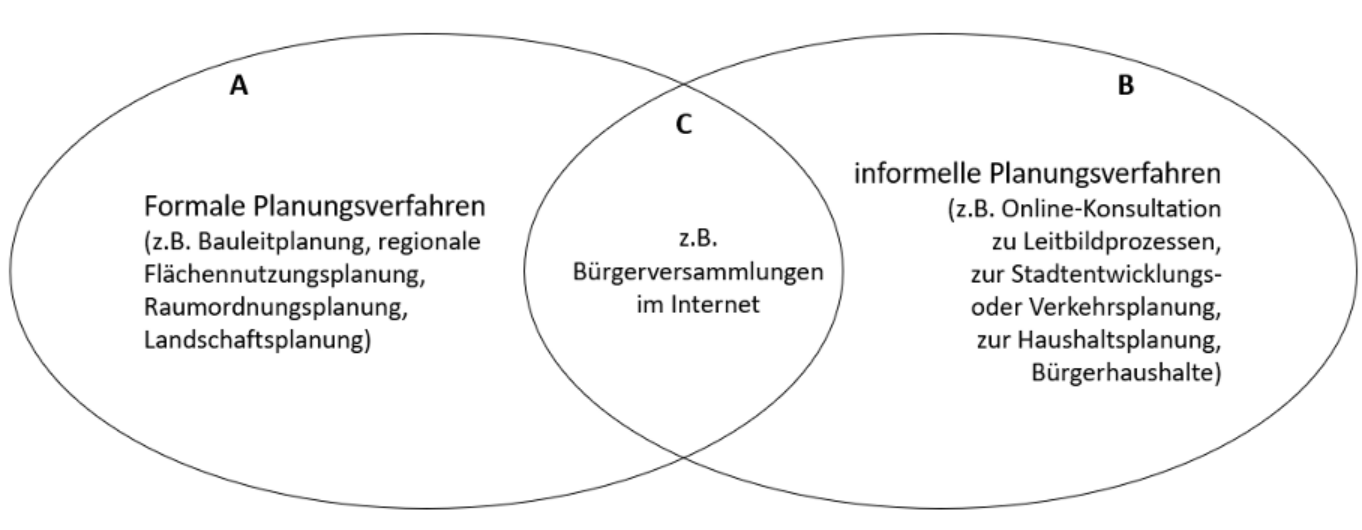 A
Formale Planungsverfahren
(z.B. Bauleitplanung, regionale
Flächennutzungsplanung,
Raumordnungsplanung,
Landschaftsplanung)
C
z.B.
Bürgerversammlungen
im Internet
B
informelle Planungsverfahren
(z.B. Online-Konsultation
zu Leitbildprozessen,
zur Stadtentwicklungs-
oder Verkehrsplanung,
zur Haushaltsplanung,
Bürgerhaushalte)